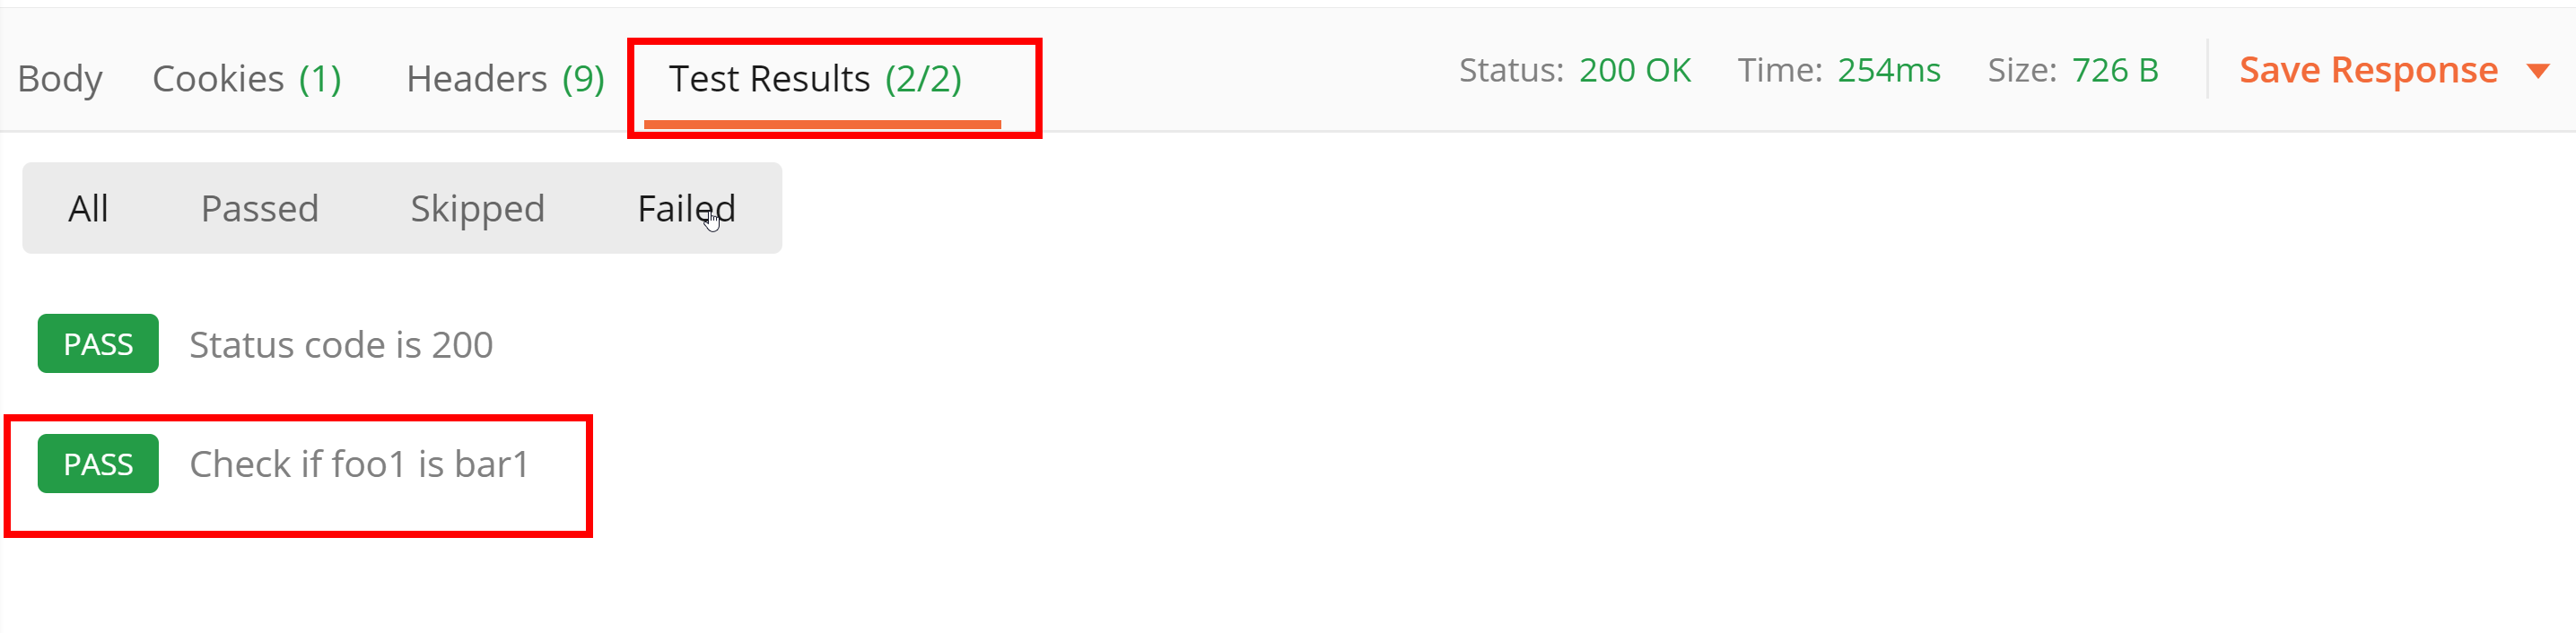 Body Cookies (1) Headers (9) Test Results (2/2) Status: 200 OK Time: 254ms Size: 726 B Save Response
All Passed Skipped Failed
PASS Status code is 200
PASS Check if foo1 is bar1